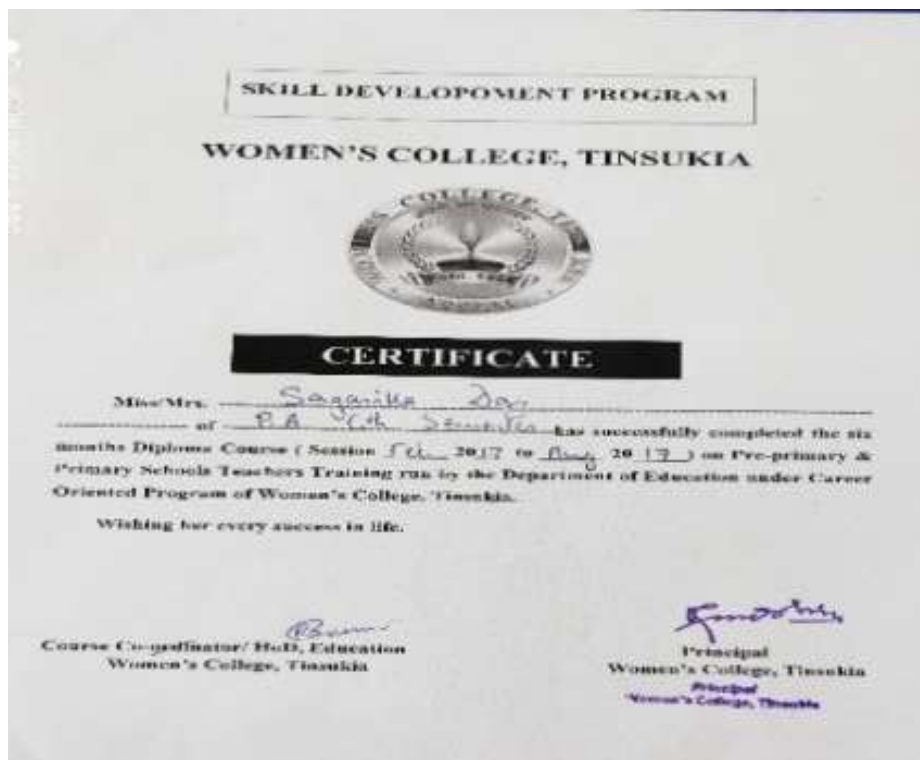 SKILL DEVELOPOMENT PROGRAM
WOMEN'S COLLEGE, TINSUKIA
CERTIFICATE
Miss/Mrs. Sagarika Das
of B.A 6th Semester has successfully completed the six
months Diploma Course ( Session Feb 2017 to Aug 2017 ) on Pre-primary &
Primary Schools Teachers Training run by the Department of Education under Career
Oriented Program of Women's College, Tinsukia.
Wishing her every success in life.
Course Co-ordinator/ HoD, Education
Women's College, Tinsukia
Principal
Women's College, Tinsukia
Principal
Women's College, Tinsukia